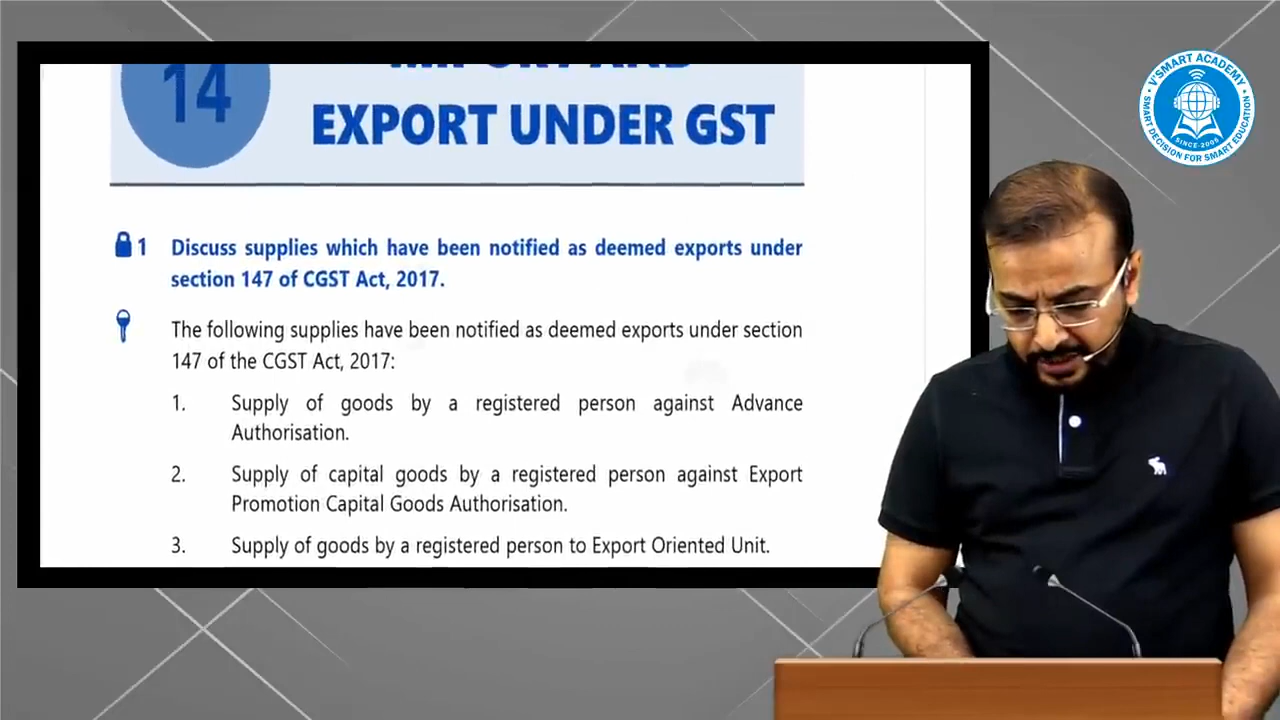 14
IMPORT AND
EXPORT UNDER GST
1 Discuss supplies which have been notified as deemed exports under
section 147 of CGST Act, 2017.
The following supplies have been notified as deemed exports under section
147 of the CGST Act, 2017:
1. Supply of goods by a registered person against Advance
Authorisation.
2. Supply of capital goods by a registered person against Export
Promotion Capital Goods Authorisation.
3. Supply of goods by a registered person to Export Oriented Unit.
V'SMART ACADEMY
SMART DECISION FOR SMART EDUCATION
SINCE-2005